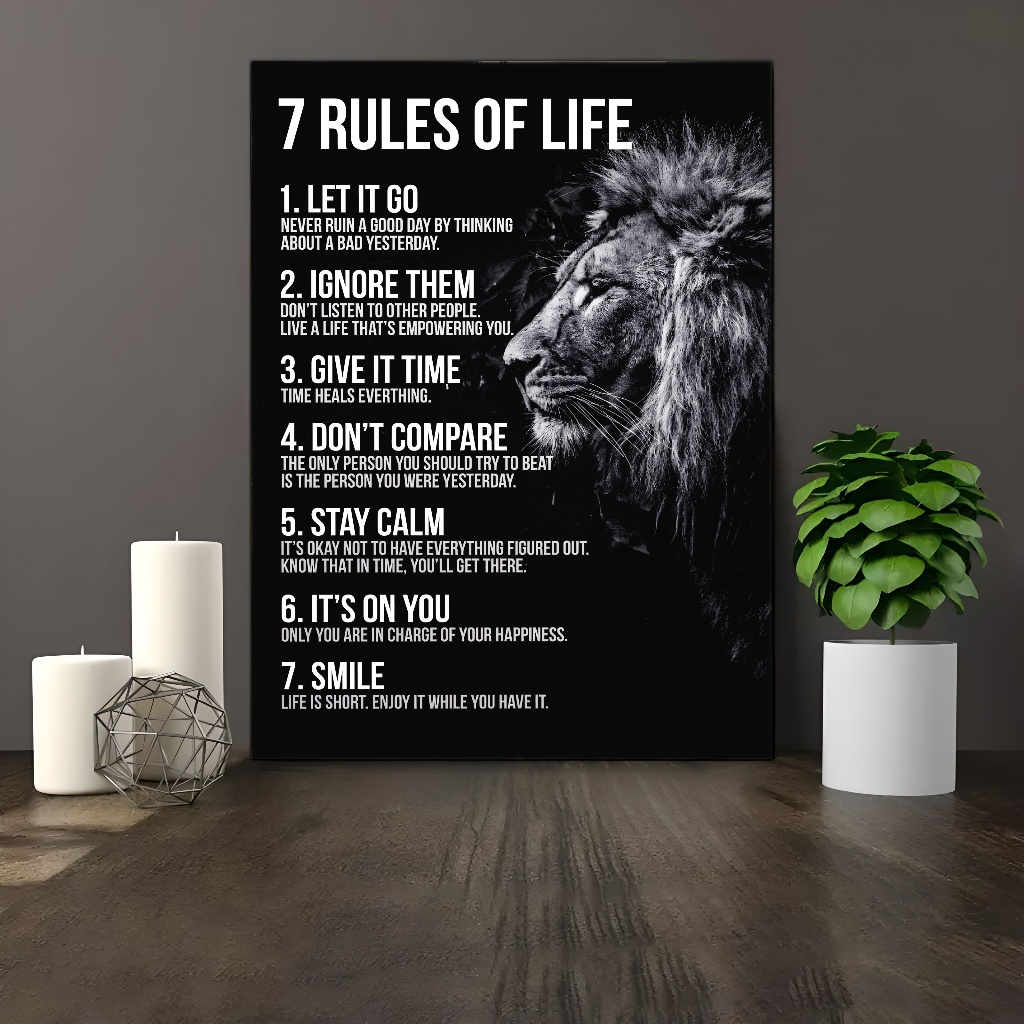 7 RULES OF LIFE
1. LET IT GO
NEVER RUIN A GOOD DAY BY THINKING
ABOUT A BAD YESTERDAY.
2. IGNORE THEM
DON'T LISTEN TO OTHER PEOPLE.
LIVE A LIFE THAT'S EMPOWERING YOU.
3. GIVE IT TIME
TIME HEALS EVERTHING.
4. DON'T COMPARE
THE ONLY PERSON YOU SHOULD TRY TO BEAT
IS THE PERSON YOU WERE YESTERDAY.
5. STAY CALM
IT'S OKAY NOT TO HAVE EVERYTHING FIGURED OUT.
KNOW THAT IN TIME, YOU'LL GET THERE.
6. IT'S ON YOU
ONLY YOU ARE IN CHARGE OF YOUR HAPPINESS.
7. SMILE
LIFE IS SHORT. ENJOY IT WHILE YOU HAVE IT.